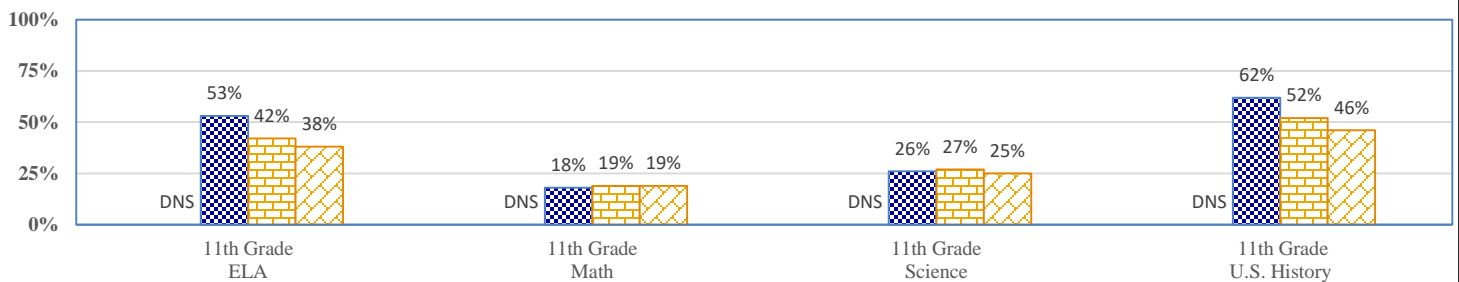 100%
75%
50%
25%
0%
DNS
53%
42%
38%
DNS
18%
19%
19%
DNS
26%
27%
25%
DNS
62%
52%
46%
11th Grade
ELA
11th Grade
Math
11th Grade
Science
11th Grade
U.S. History